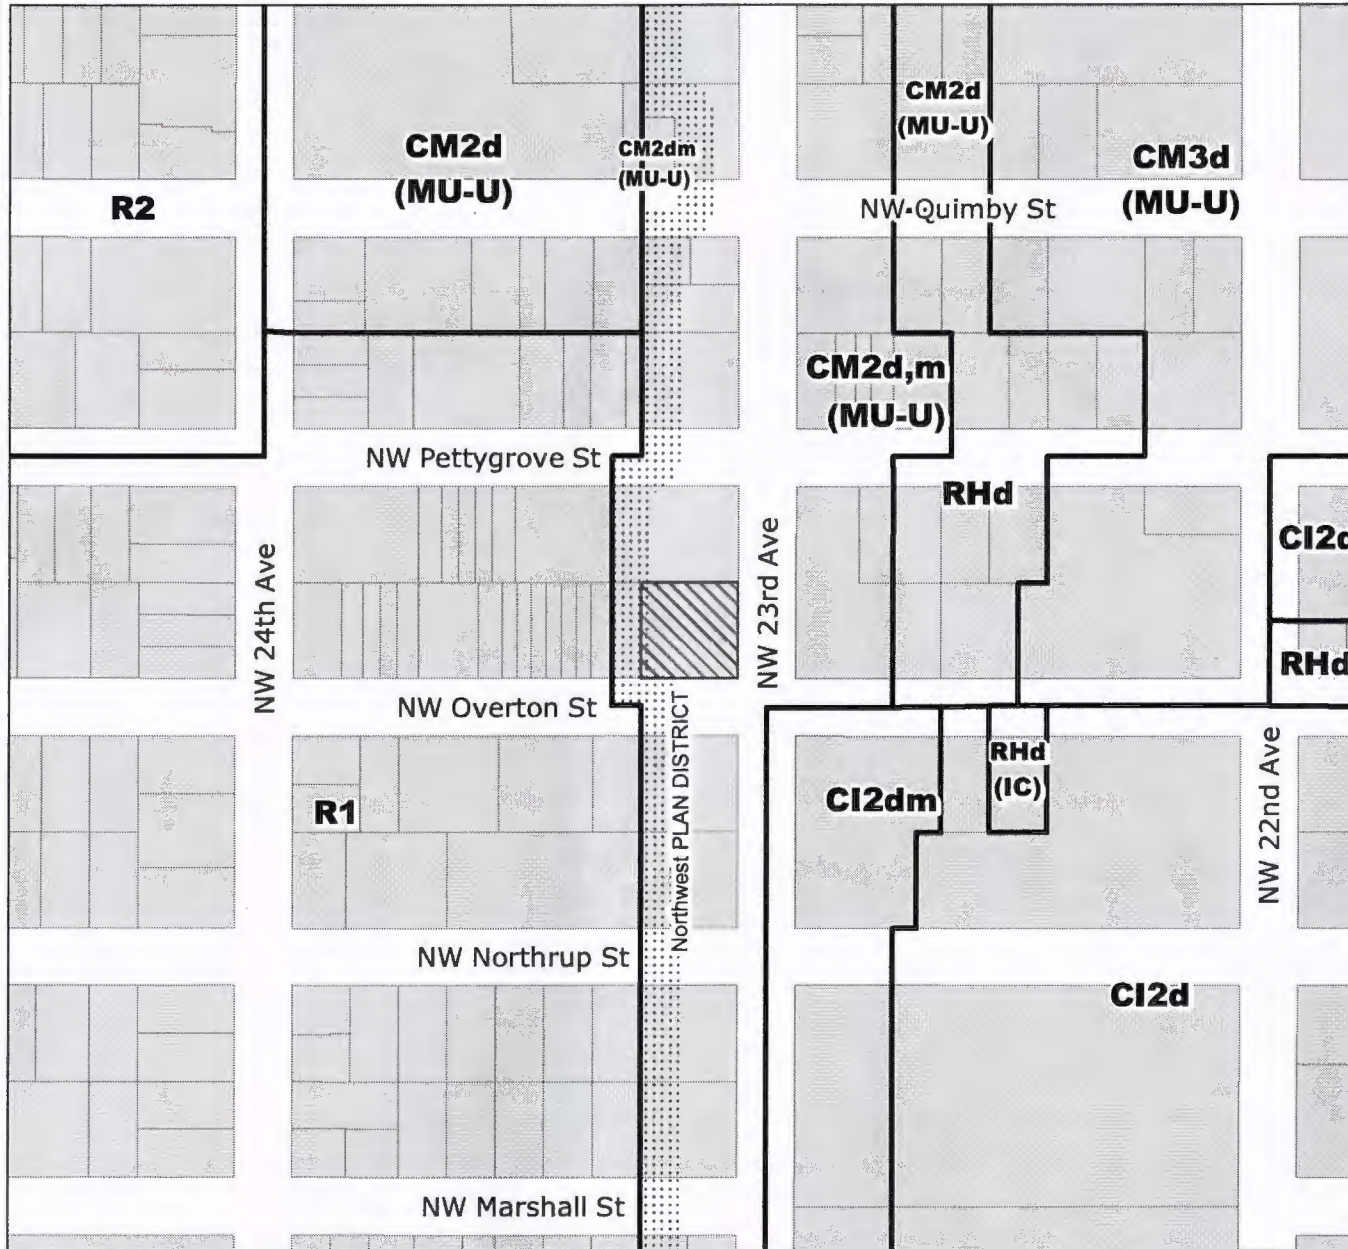 CM2d
(MU-U)
CM2d
(MU-U)
CM2dm
(MU-U)
CM3d
(MU-U)
R2
NW Quimby St
CM2d,m
(MU-U)
NW Pettygrove St
RHd
CI2d
NW 24th Ave
NW 23rd Ave
RHd
NW Overton St
Northwest PLAN DISTRICT
RHd
(IC)
R1
CI2dm
NW 22nd Ave
NW Northrup St
CI2d
NW Marshall St